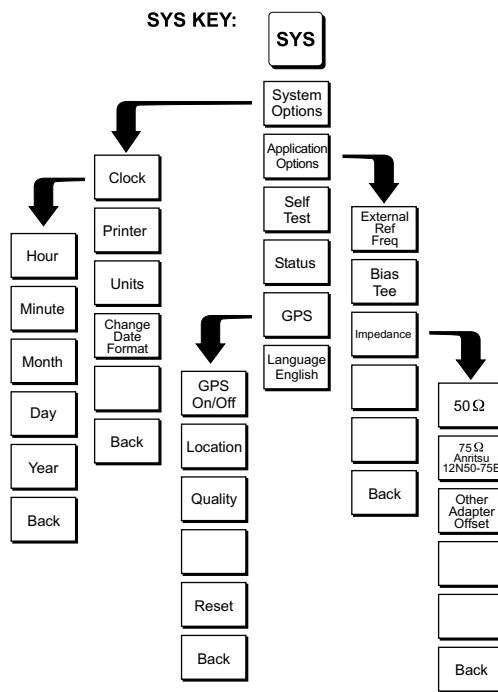 SYS KEY:
SYS
System
Options
Application
Options
Self
Test
Status
GPS
Language
English
Clock
Printer
Units
Change
Date
Format
Back
Hour
Minute
Month
Day
Year
Back
GPS
On/Off
Location
Quality
Reset
Back
External
Ref
Freq
Bias
Tee
Impedance
Back
50 Ω
75 Ω
Anritsu
12N50-75B
Other
Adapter
Offset
Back